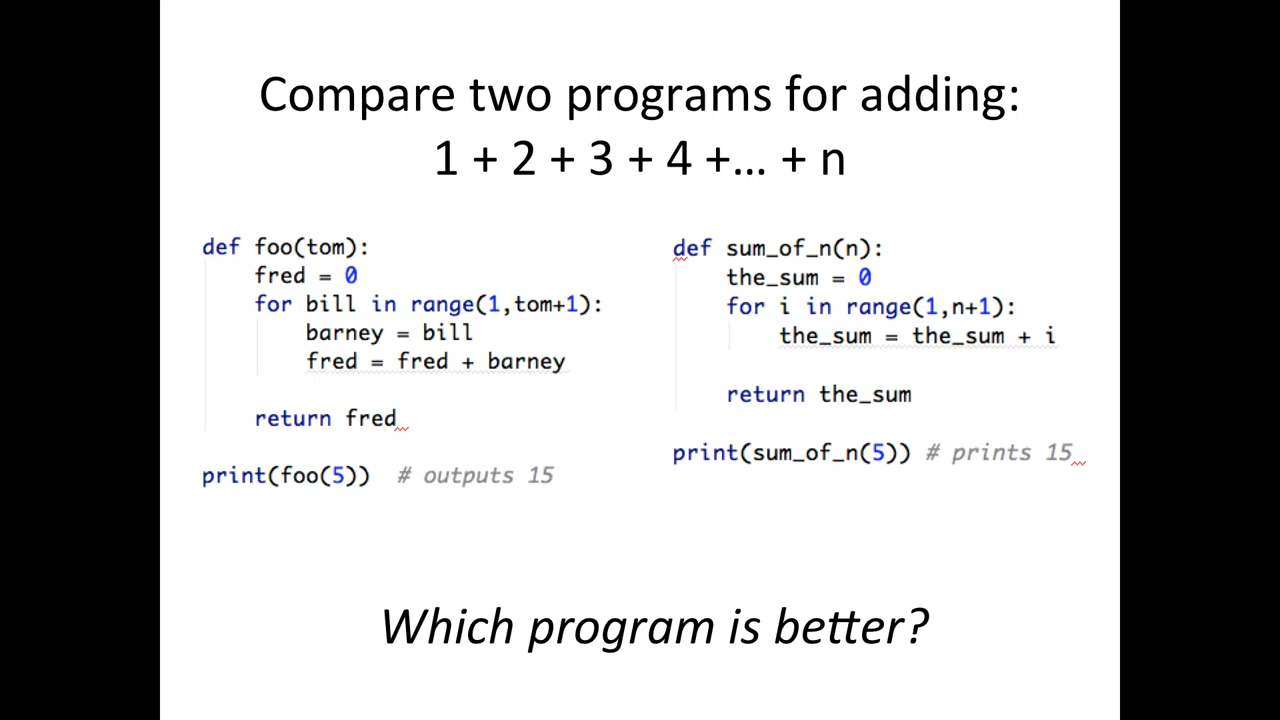 Compare two programs for adding:
1 + 2 + 3 + 4 +… + n
def foo(tom):
    fred = 0
    for bill in range(1,tom+1):
        barney = bill
        fred = fred + barney
    return fred
print(foo(5))  # outputs 15
def sum_of_n(n):
    the_sum = 0
    for i in range(1,n+1):
        the_sum = the_sum + i
    return the_sum
print(sum_of_n(5)) # prints 15
Which program is better?